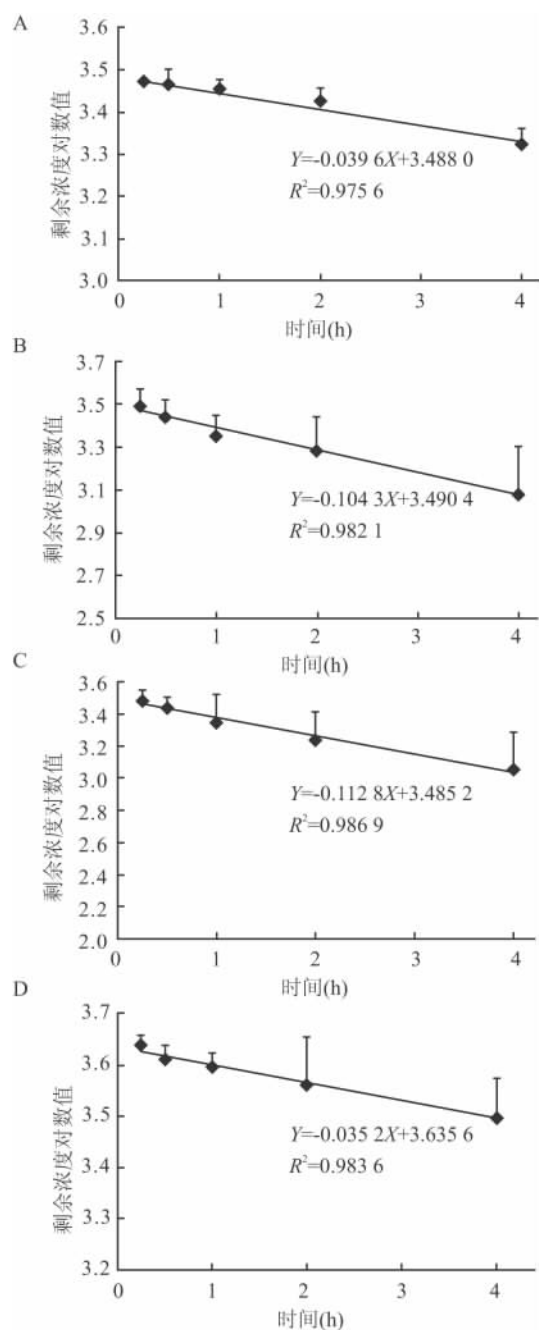 A
3.6
3.5
3.4
3.3
3.2
3.1
3.0
剩余浓度对数值
Y=-0.039 6X+3.488 0
R²=0.975 6
0 1 2 3 4
时间(h)
B
3.7
3.5
3.3
3.1
2.9
2.7
2.5
剩余浓度对数值
Y=-0.104 3X+3.490 4
R²=0.982 1
0 1 2 3 4
时间(h)
C
3.6
3.4
3.2
3.0
2.8
2.6
2.4
2.2
2.0
剩余浓度对数值
Y=-0.112 8X+3.485 2
R²=0.986 9
0 1 2 3 4
时间(h)
D
3.7
3.6
3.5
3.4
3.3
3.2
剩余浓度对数值
Y=-0.035 2X+3.635 6
R²=0.983 6
0 1 2 3 4
时间(h)